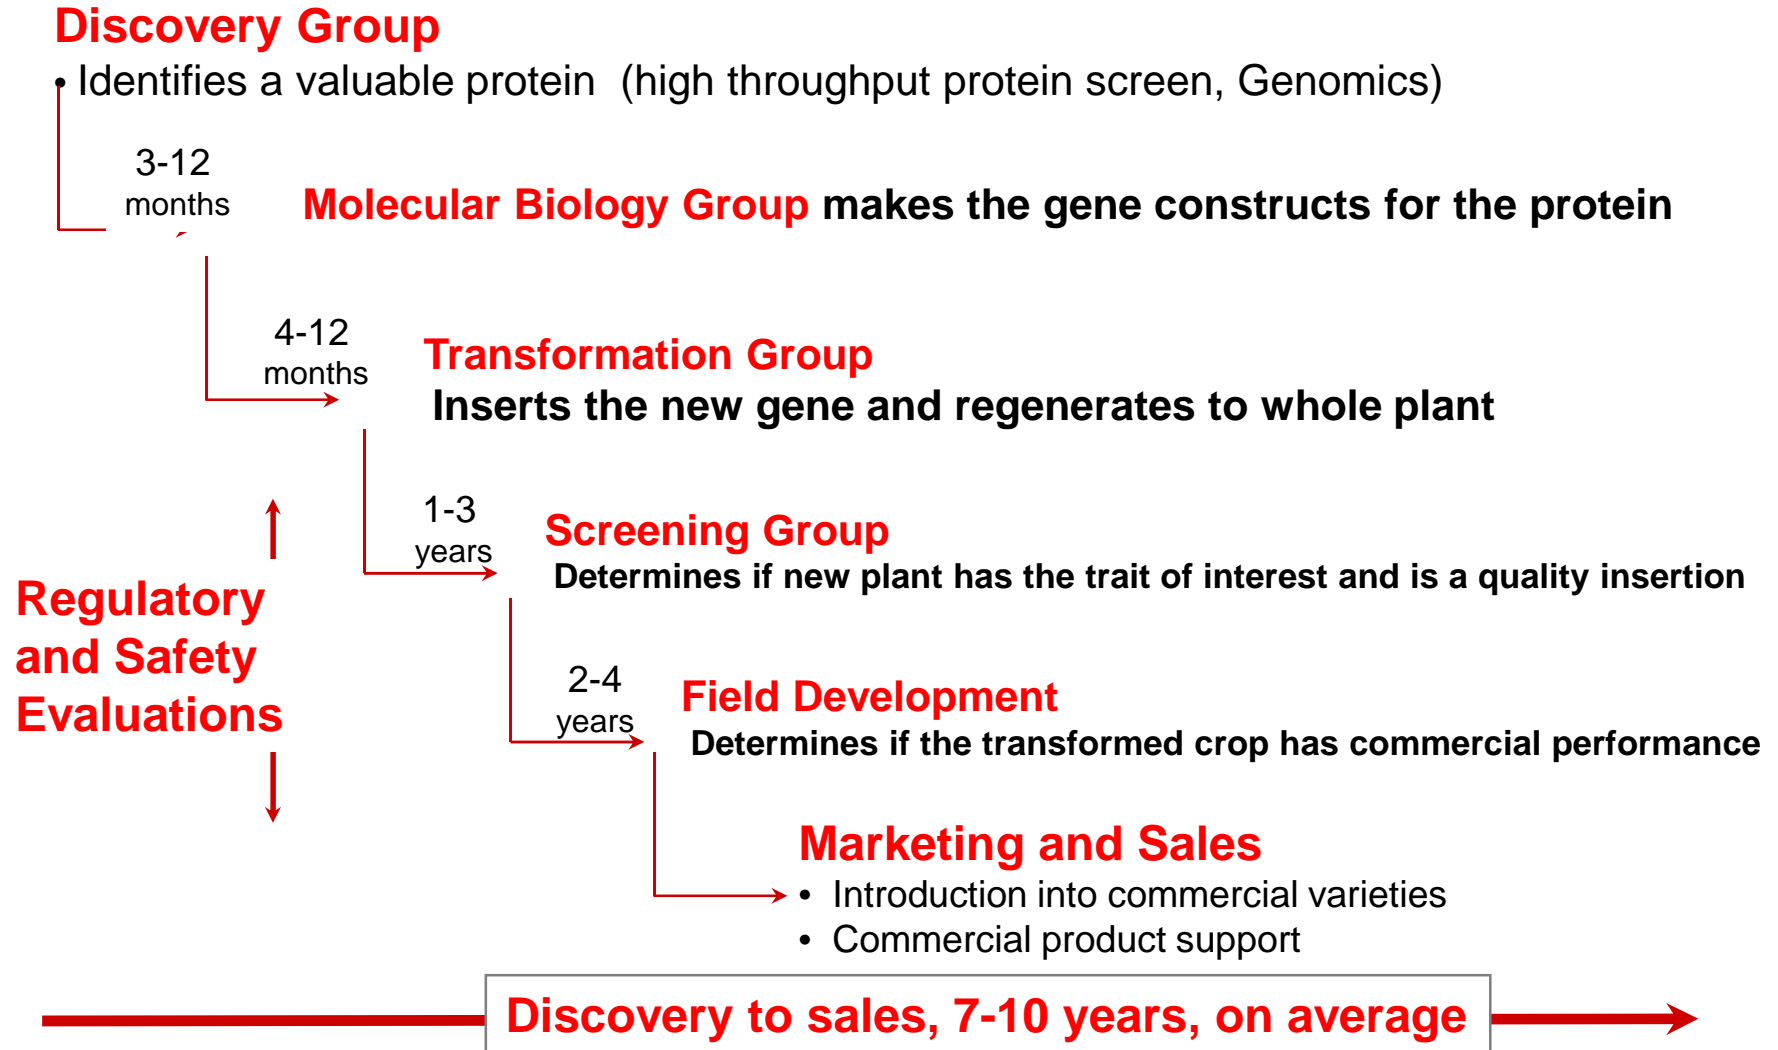 Discovery Group
• Identifies a valuable protein (high throughput protein screen, Genomics)
3-12
months
Molecular Biology Group makes the gene constructs for the protein
4-12
months
Transformation Group
Inserts the new gene and regenerates to whole plant
1-3
years
Screening Group
Determines if new plant has the trait of interest and is a quality insertion
Regulatory
and Safety
Evaluations
2-4
years
Field Development
Determines if the transformed crop has commercial performance
Marketing and Sales
• Introduction into commercial varieties
• Commercial product support
Discovery to sales, 7-10 years, on average